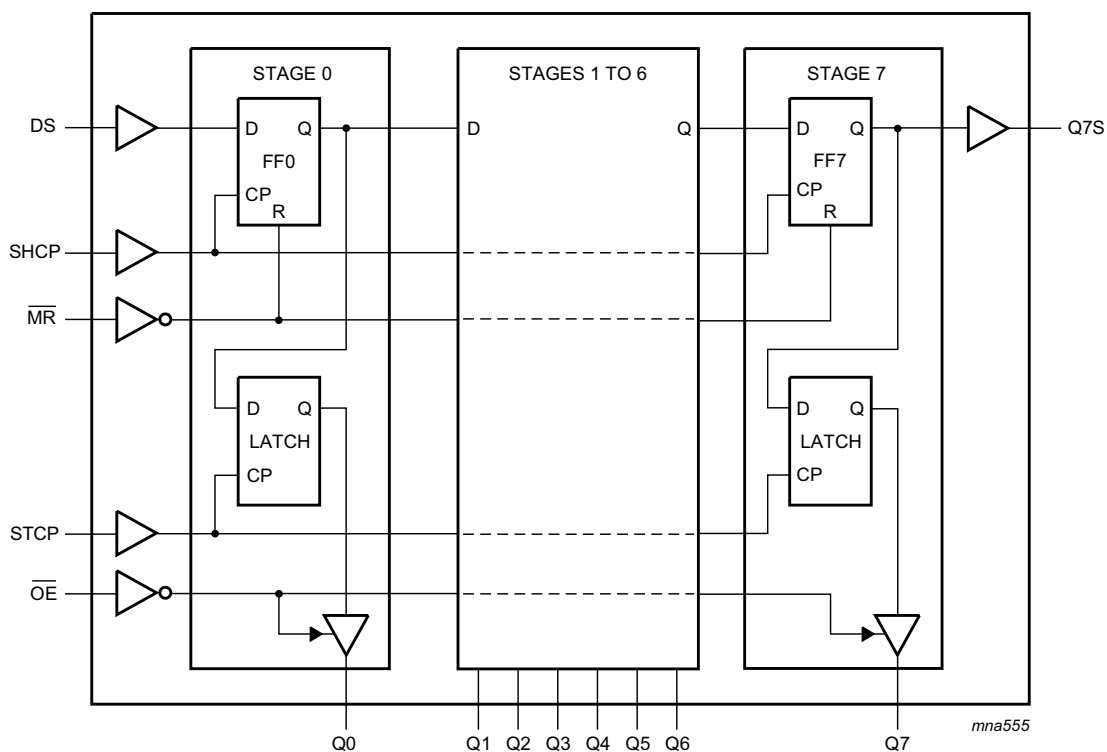 STAGE 0
STAGES 1 TO 6
STAGE 7
DS
D Q
FF0
CP
R
D Q
D Q
FF7
CP
R
Q7S
SHCP
MR
D Q
LATCH
CP
D Q
LATCH
CP
STCP
OE
Q0 Q1 Q2 Q3 Q4 Q5 Q6 Q7
mna555